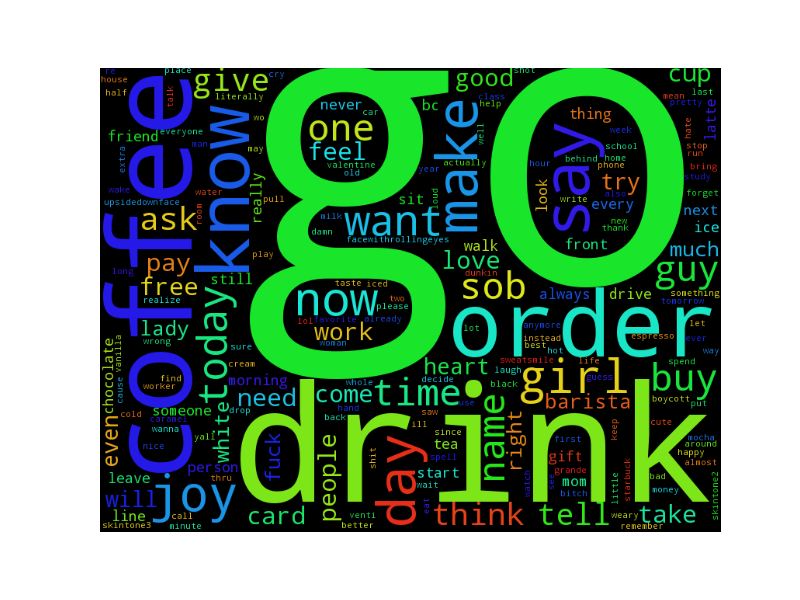 re
place
house
half
talk
coffee
friend
everyone
extra
man
wake
upsidedownface
ask
water
room
pay
long
free
realize
still
lady
wrong
today
know
give
literally
wo
may
really
pull
play
go
never
car
bc
one
feel
valentine
old
year
milk
want
damn
facewithrollingeyes
sit
loud
make
good
shot
class
help
well
actually
cup
last
mean
pretty
latte
hate
stop
run
bring
study
forget
thing
week
say
school
behind
home
phone
try
look
also
write
every
new
thank
front
hour
next
ice
much
guy
walk
love
dunkin
sob
always
drive
something
tomorrow
now
taste
iced
two
please
lol
favorite
already
work
woman
order
lot
anymore
instead
best
hot
espresso
let
ever
way
sure
cream
heart
sweatsmile
life
laugh
guess
girl
spend
buy
boycott
put
chocolate
vanilla
cause
find
worker
morning
whole
decide
black
need
come
time
use
barista
cute
mocha
even
cold
caramel
someone
wanna
drop
hand
back
saw
ill
drink
name
right
keep
around
happy
almost
nice
yall
white
fuck
people
shit
day
since
tea
spell
first
gift
grande
person
leave
thru
start
wait
watch
see
mom
bitch
little
starbuck
bad
money
skintone2
will
joy
line
call
minute
skintone3
card
venti
better
eat
think
tell
weary
remember
take
cry